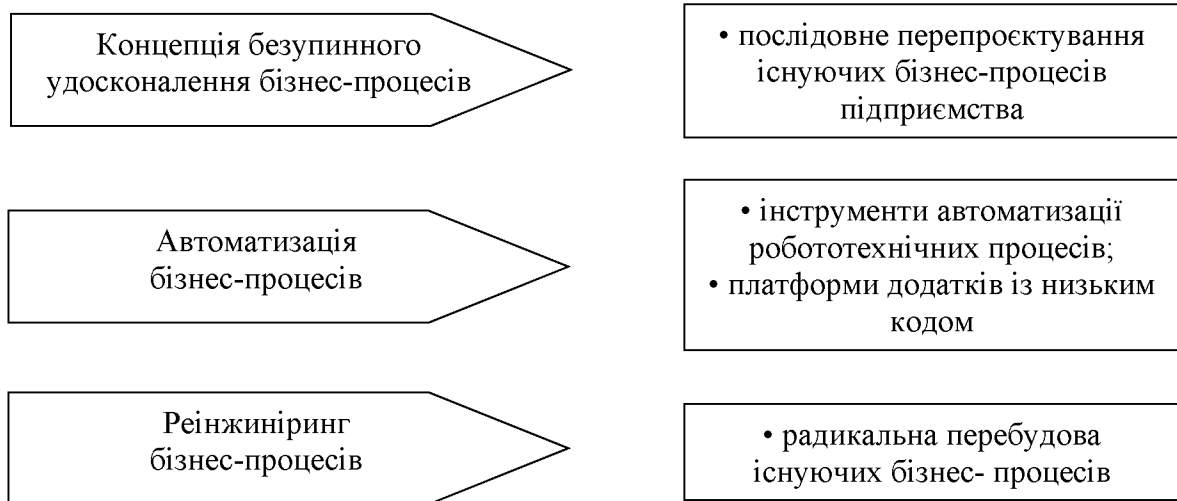 Концепція безупинного
удосконалення бізнес-процесів
• послідовне перепроєктування
існуючих бізнес-процесів
підприємства
Автоматизація
бізнес-процесів
• інструменти автоматизації
робототехнічних процесів;
• платформи додатків із низьким
кодом
Реінжиніринг
бізнес-процесів
• радикальна перебудова
існуючих бізнес- процесів